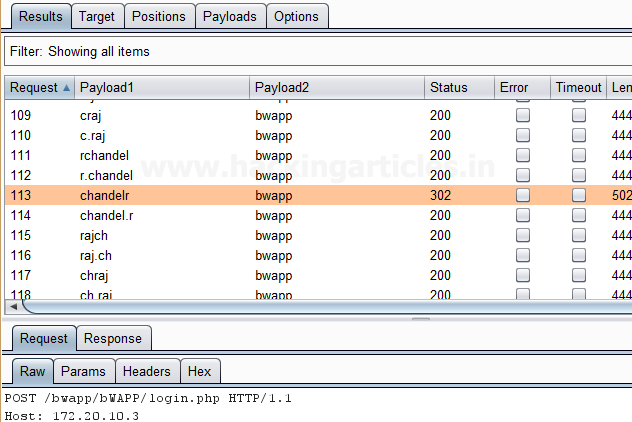 Results Target Positions Payloads Options
Filter: Showing all items
Request Payload1 Payload2 Status Error Timeout Len
109 craj bwapp 200 444
110 c.raj bwapp 200 444
111 rchandel bwapp 200 444
www.hackingarticles.in
112 r.chandel bwapp 200 444
113 chandelr bwapp 302 502
114 chandel.r bwapp 200 444
115 rajch bwapp 200 444
116 raj.ch bwapp 200 444
117 chraj bwapp 200 444
118 ch.raj bwapp 200 444
Request Response
Raw Params Headers Hex
POST /bwapp/bWAPP/login.php HTTP/1.1
Host: 172.20.10.3